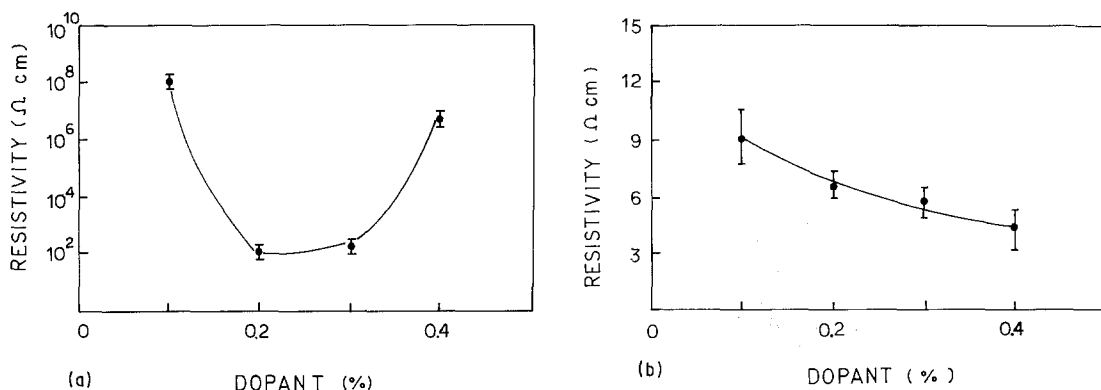 RESISTIVITY (Ω cm)
10^10
10^8
10^6
10^4
10^2
0
0.2
0.4
(a)
DOPANT (%)
RESISTIVITY (Ω cm)
15
12
9
6
3
0
0.2
0.4
(b)
DOPANT (%)